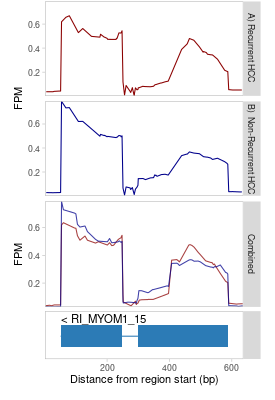 0.6
0.4
0.2
A) Recurrent HCC
FPM
0.6
0.4
0.2
B) Non-Recurrent HCC
0.6
0.4
0.2
Combined
FPM
< RI_MYOM1_15
200
400
600
Distance from region start (bp)